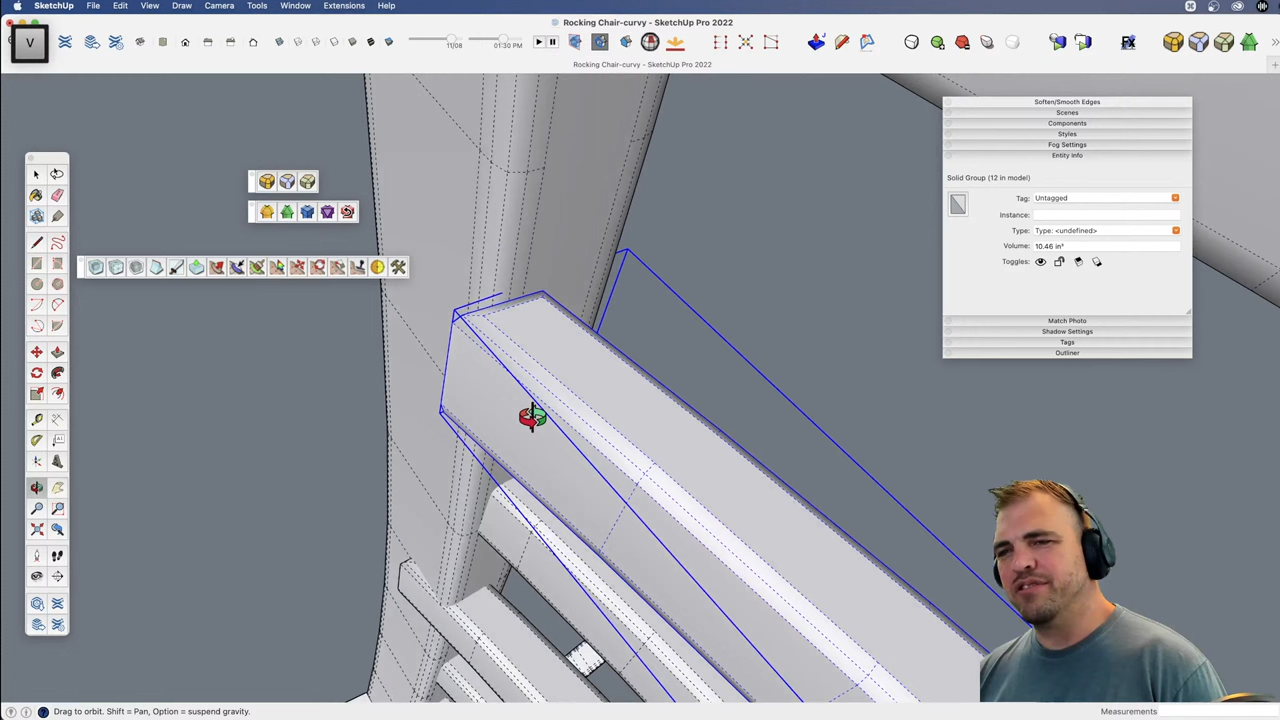 SketchUp File Edit View Draw Camera Tools Window Extensions Help
Rocking Chair-curvy - SketchUp Pro 2022
V
11/08 01:30 PM
Rocking Chair-curvy - SketchUp Pro 2022
Soften/Smooth Edges
Scenes
Components
Styles
Fog Settings
Entity Info
Solid Group (12 in model)
Tag: Untagged
Instance:
Type: Type: <undefined>
Volume: 10.46 in³
Toggles:
Match Photo
Shadow Settings
Tags
Outliner
Drag to orbit. Shift = Pan, Option = suspend gravity.
Measurements